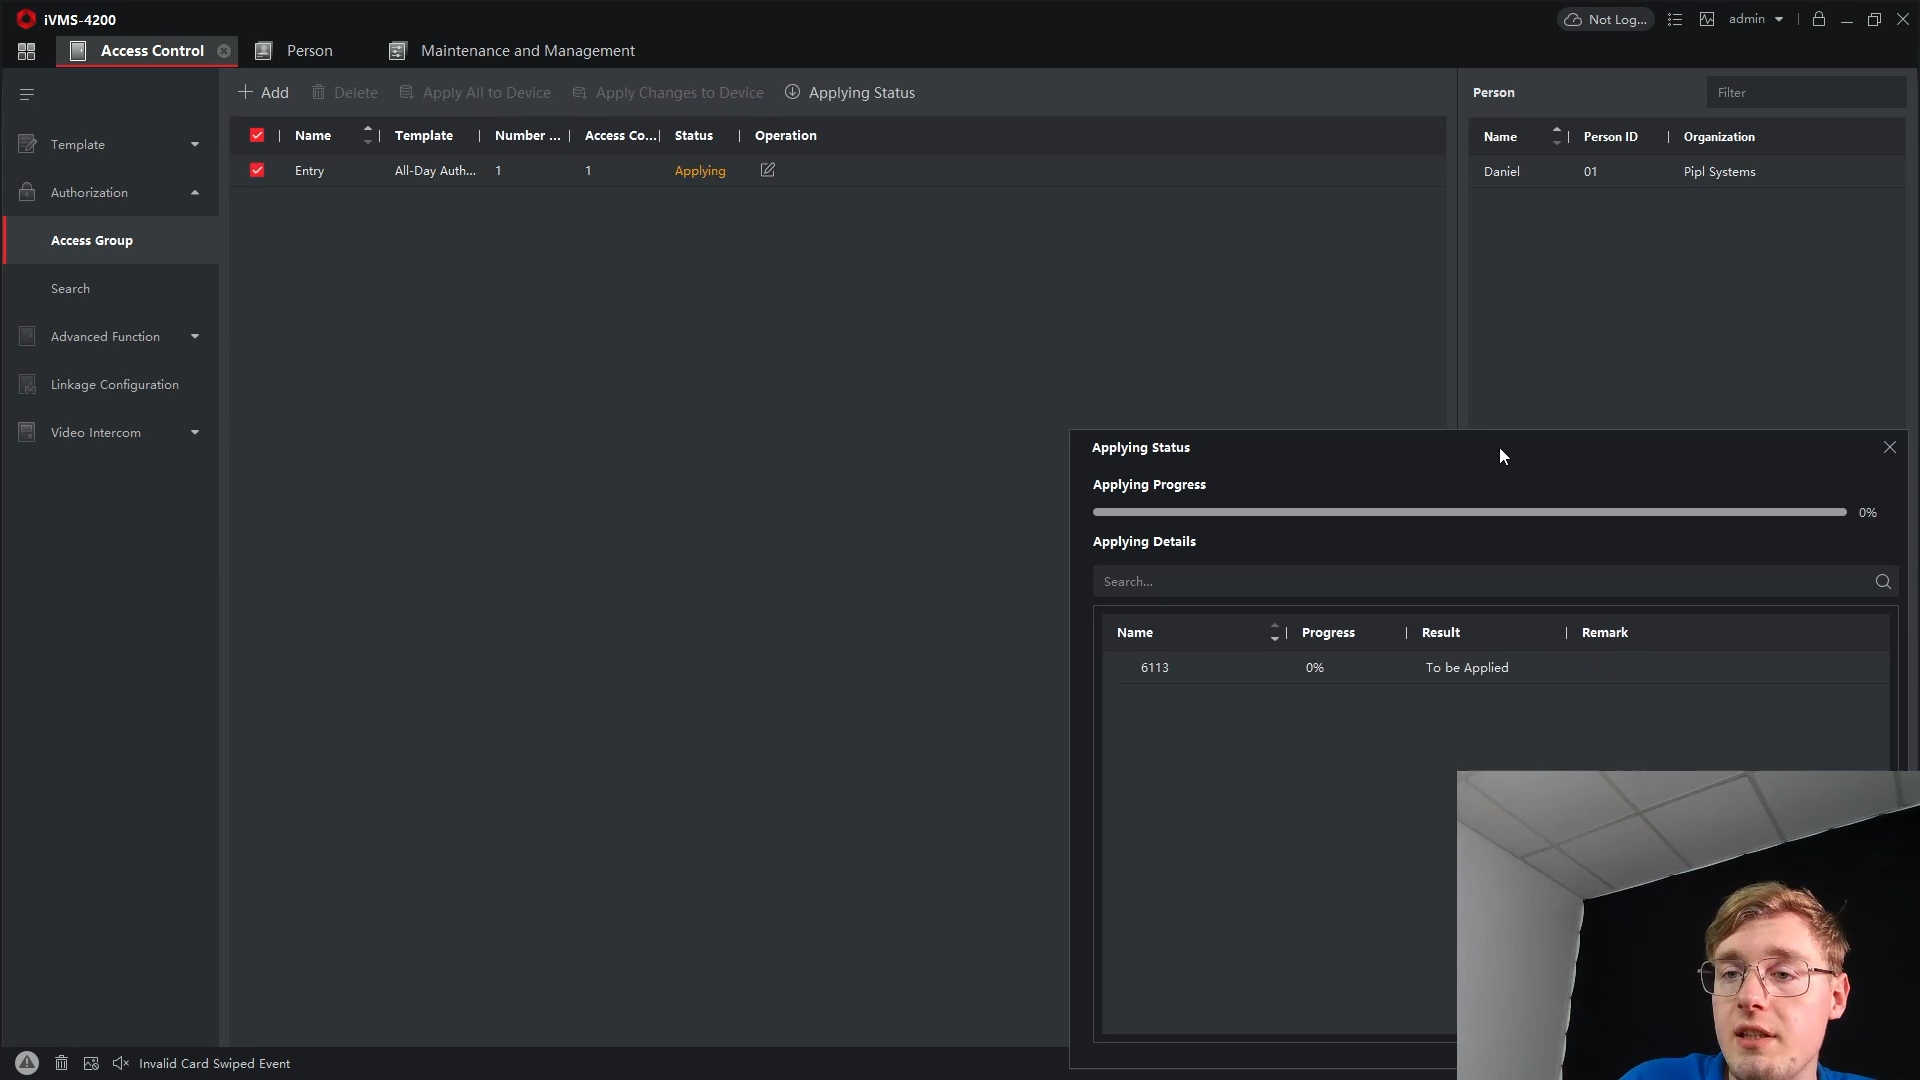 iVMS-4200
Not Log...
admin
Access Control
Person
Maintenance and Management
Add
Delete
Apply All to Device
Apply Changes to Device
Applying Status
Person
Filter
Template
Authorization
Access Group
Search
Advanced Function
Linkage Configuration
Video Intercom
Name
Template
Number ...
Access Co...
Status
Operation
Entry
All-Day Auth...
1
1
Applying
Name
Person ID
Organization
Daniel
01
Pipl Systems
Applying Status
Applying Progress
0%
Applying Details
Search...
Name
Progress
Result
Remark
6113
0%
To be Applied
Invalid Card Swiped Event